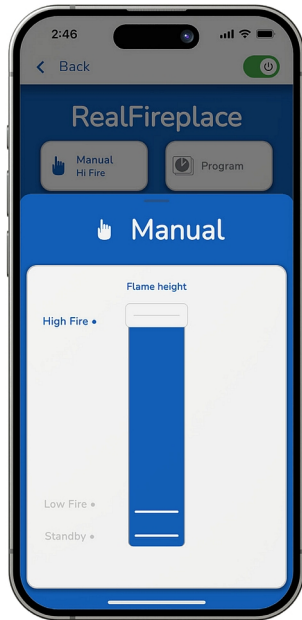 2:46
Back
RealFireplace
Manual
Hi Fire
Program
Manual
Flame height
High Fire
Low Fire
Standby